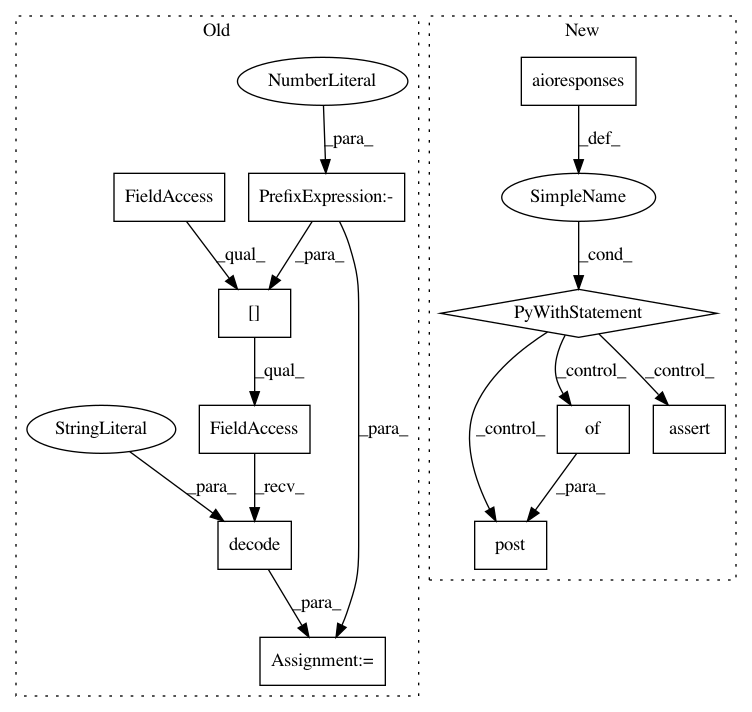 Old
New
NumberLiteral
aioresponses
_para_
_def_
FieldAccess
PrefixExpression:-
SimpleName
_qual_
_para_
_cond_
[]
PyWithStatement
_qual_
_para_
_control_
_control_
_control_
StringLiteral
FieldAccess
of
assert
_para_
_recv_
_para_
decode
post
_para_
Assignment:=